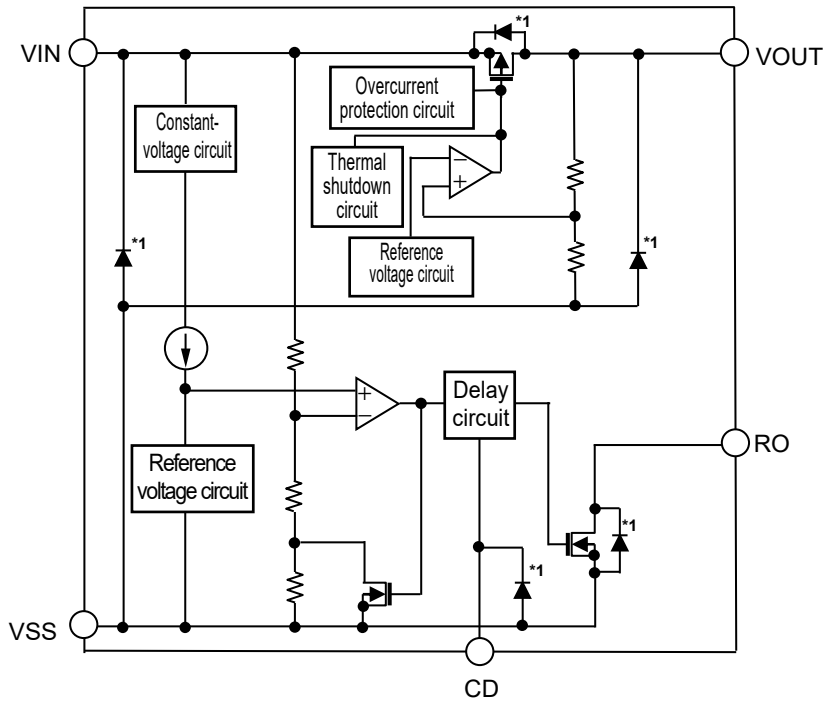 *1
VIN
VOUT
Overcurrent
protection circuit
Constant-
voltage circuit
Thermal
shutdown
circuit
−
+
Reference
voltage circuit
*1
*1
+
−
Delay
circuit
RO
Reference
voltage circuit
*1
*1
VSS
CD